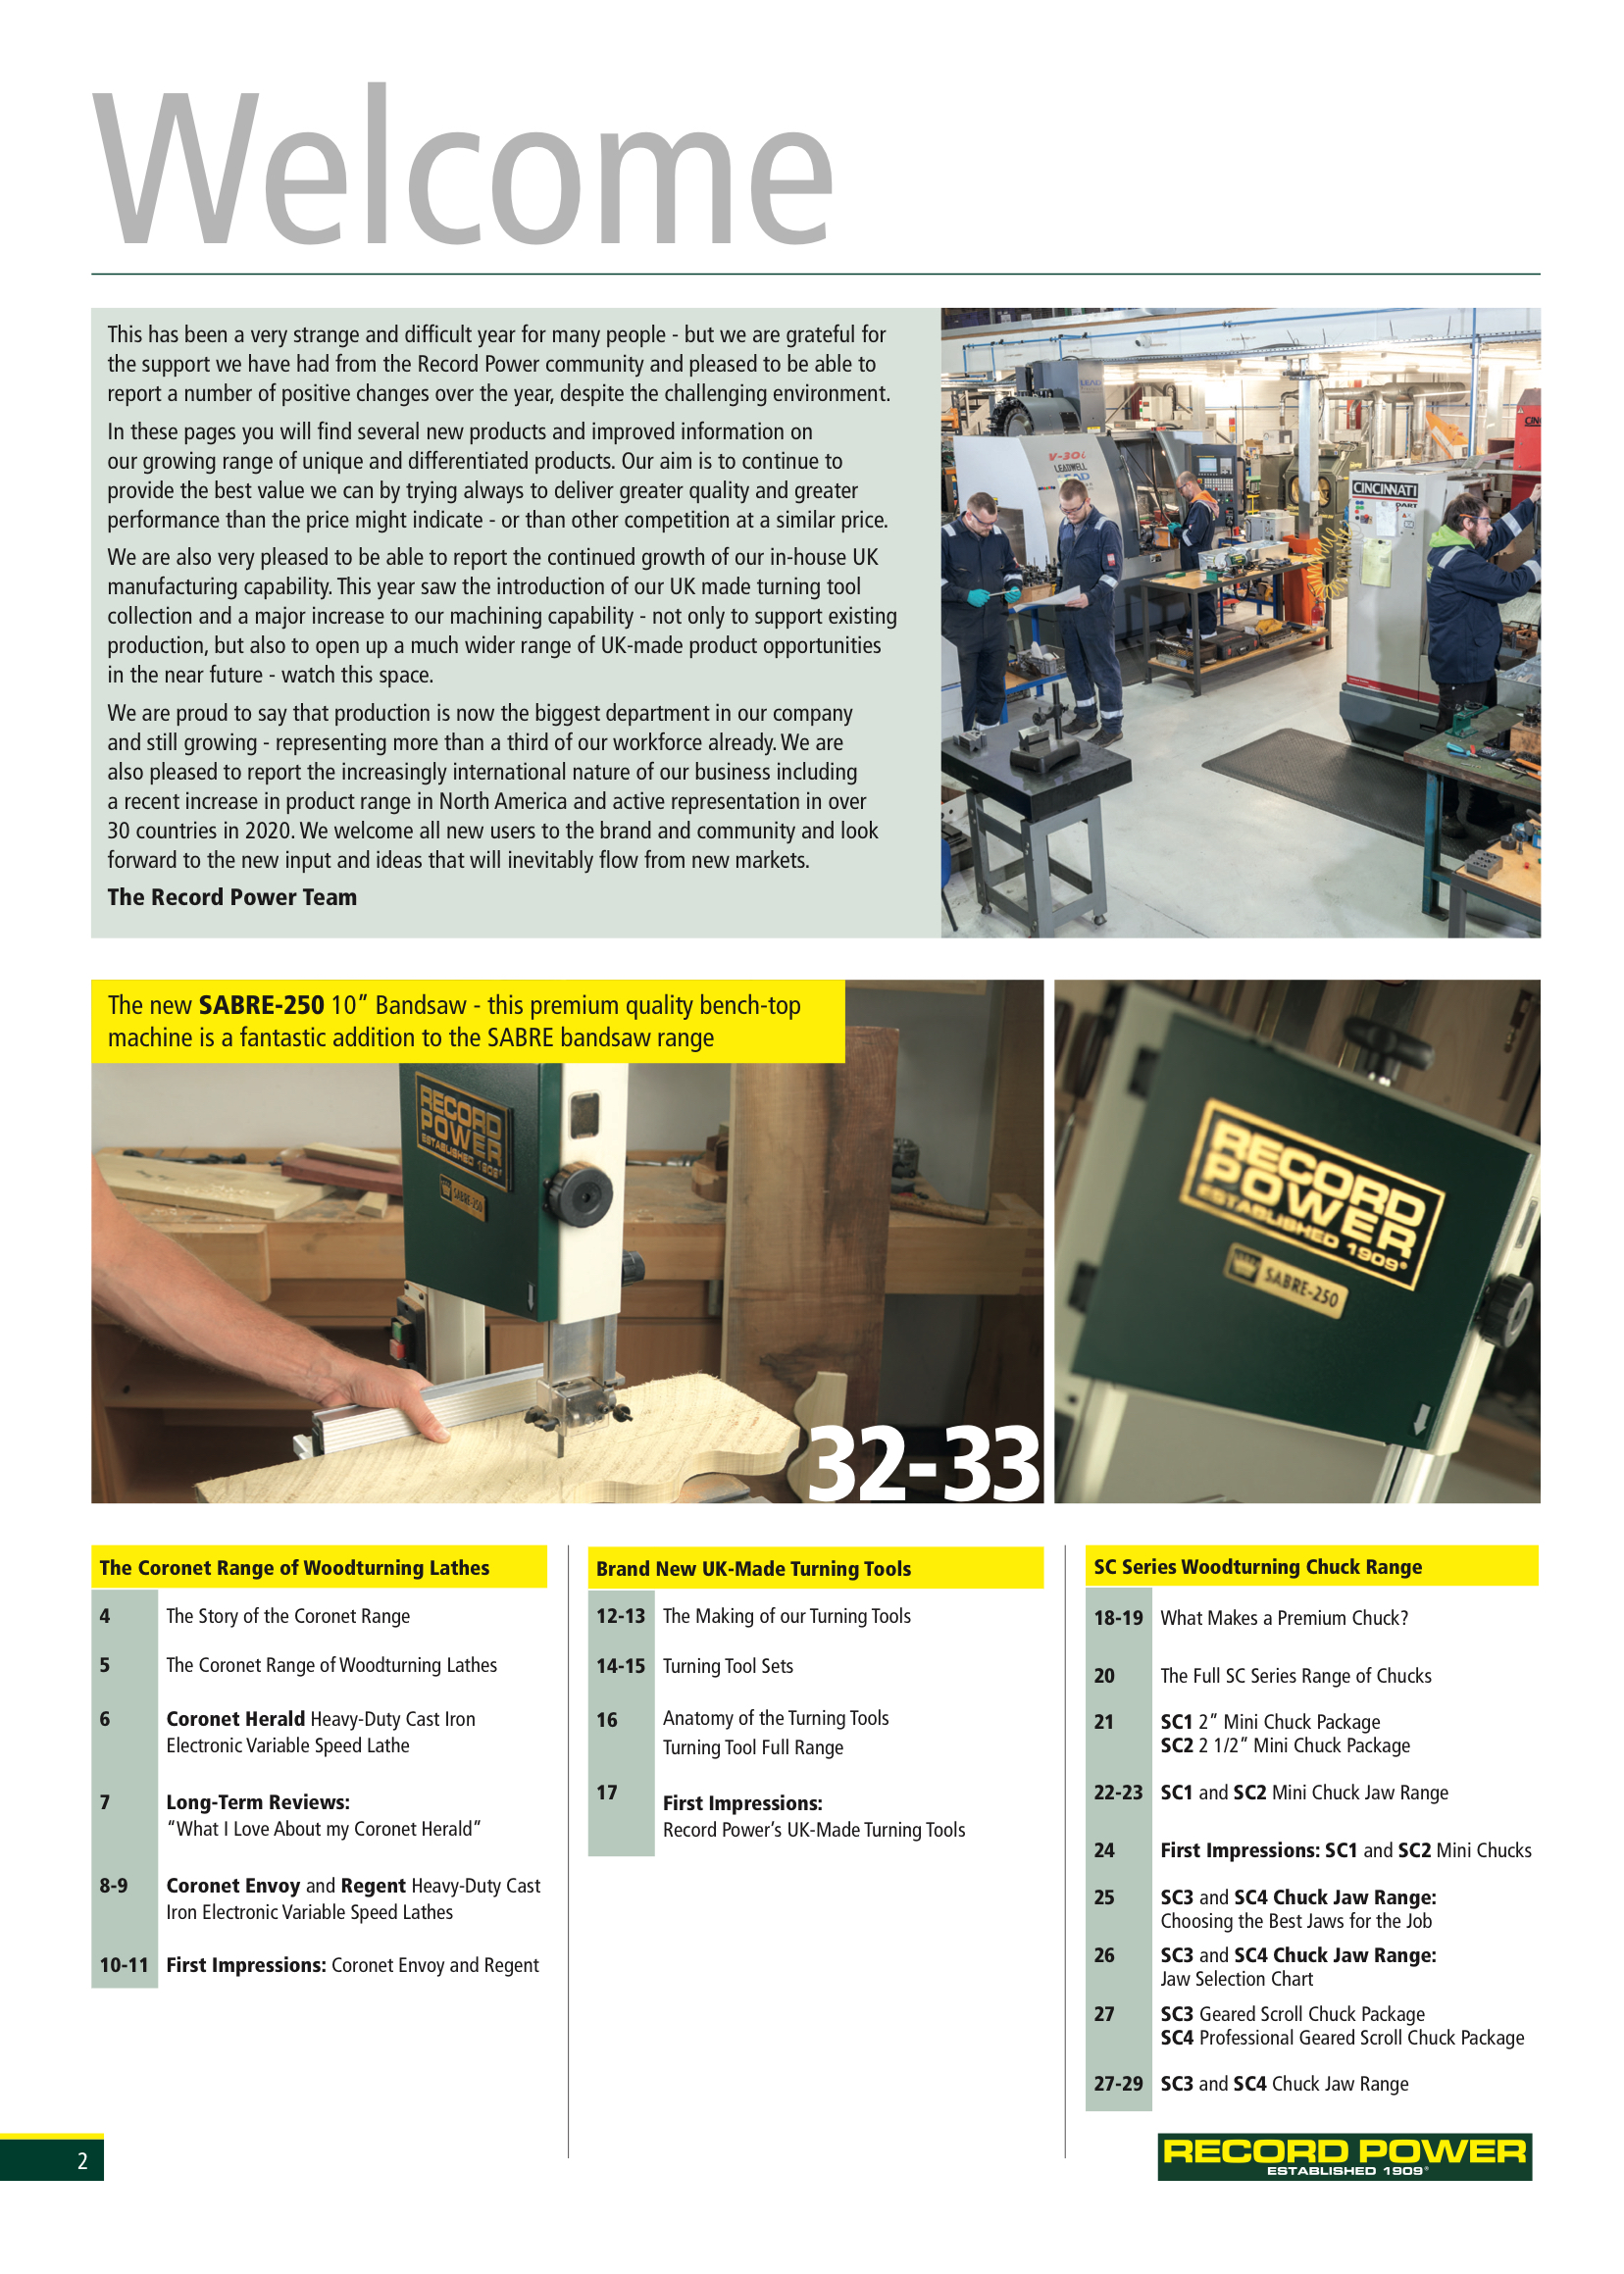 Welcome
This has been a very strange and difficult year for many people - but we are grateful for
the support we have had from the Record Power community and pleased to be able to
report a number of positive changes over the year, despite the challenging environment.
In these pages you will find several new products and improved information on
our growing range of unique and differentiated products. Our aim is to continue to
provide the best value we can by trying always to deliver greater quality and greater
performance than the price might indicate - or than other competition at a similar price.
We are also very pleased to be able to report the continued growth of our in-house UK
manufacturing capability. This year saw the introduction of our UK made turning tool
collection and a major increase to our machining capability - not only to support existing
production, but also to open up a much wider range of UK-made product opportunities
in the near future - watch this space.
We are proud to say that production is now the biggest department in our company
and still growing - representing more than a third of our workforce already. We are
also pleased to report the increasingly international nature of our business including
a recent increase in product range in North America and active representation in over
30 countries in 2020. We welcome all new users to the brand and community and look
forward to the new input and ideas that will inevitably flow from new markets.
The Record Power Team
V-30i
LEADWELL
CINCINNATI
DART
The new SABRE-250 10” Bandsaw - this premium quality bench-top
machine is a fantastic addition to the SABRE bandsaw range
RECORD
POWER
ESTABLISHED 1909
SABRE-250
32-33
RECORD
POWER
ESTABLISHED 1909®
SABRE-250
The Coronet Range of Woodturning Lathes
4 The Story of the Coronet Range
5 The Coronet Range of Woodturning Lathes
6 Coronet Herald Heavy-Duty Cast Iron
Electronic Variable Speed Lathe
7 Long-Term Reviews:
“What I Love About my Coronet Herald”
8-9 Coronet Envoy and Regent Heavy-Duty Cast
Iron Electronic Variable Speed Lathes
10-11 First Impressions: Coronet Envoy and Regent
Brand New UK-Made Turning Tools
12-13 The Making of our Turning Tools
14-15 Turning Tool Sets
16 Anatomy of the Turning Tools
Turning Tool Full Range
17 First Impressions:
Record Power’s UK-Made Turning Tools
SC Series Woodturning Chuck Range
18-19 What Makes a Premium Chuck?
20 The Full SC Series Range of Chucks
21 SC1 2” Mini Chuck Package
SC2 2 1/2” Mini Chuck Package
22-23 SC1 and SC2 Mini Chuck Jaw Range
24 First Impressions: SC1 and SC2 Mini Chucks
25 SC3 and SC4 Chuck Jaw Range:
Choosing the Best Jaws for the Job
26 SC3 and SC4 Chuck Jaw Range:
Jaw Selection Chart
27 SC3 Geared Scroll Chuck Package
SC4 Professional Geared Scroll Chuck Package
27-29 SC3 and SC4 Chuck Jaw Range
2
RECORD POWER
ESTABLISHED 1909®